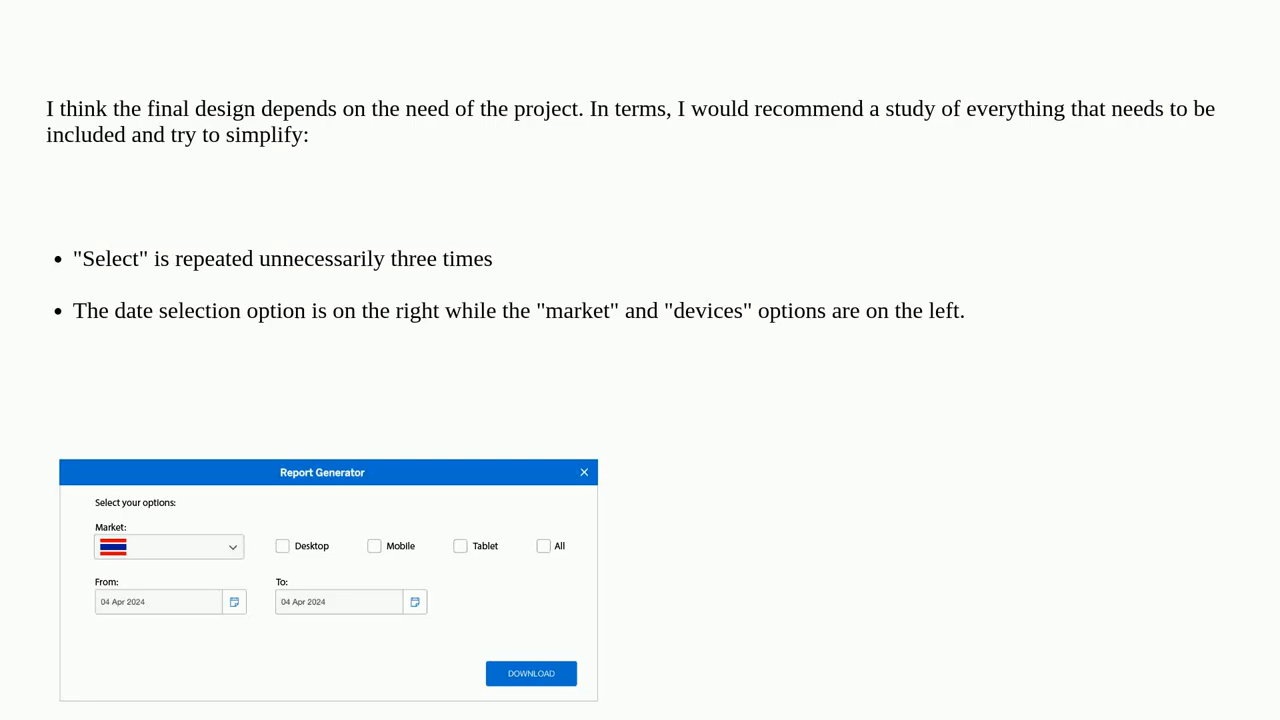 I think the final design depends on the need of the project. In terms, I would recommend a study of everything that needs to be
included and try to simplify:
• "Select" is repeated unnecessarily three times
• The date selection option is on the right while the "market" and "devices" options are on the left.
Report Generator
Select your options:
Market:
Desktop Mobile Tablet All
From: To:
04 Apr 2024 04 Apr 2024
DOWNLOAD